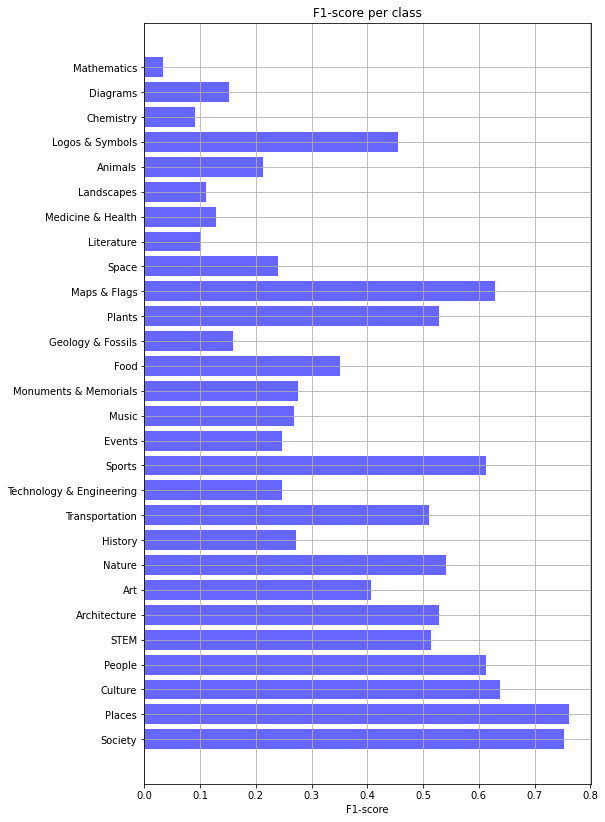 F1-score per class
Mathematics
Diagrams
Chemistry
Logos & Symbols
Animals
Landscapes
Medicine & Health
Literature
Space
Maps & Flags
Plants
Geology & Fossils
Food
Monuments & Memorials
Music
Events
Sports
Technology & Engineering
Transportation
History
Nature
Art
Architecture
STEM
People
Culture
Places
Society
0.0 0.1 0.2 0.3 0.4 0.5 0.6 0.7 0.8
F1-score